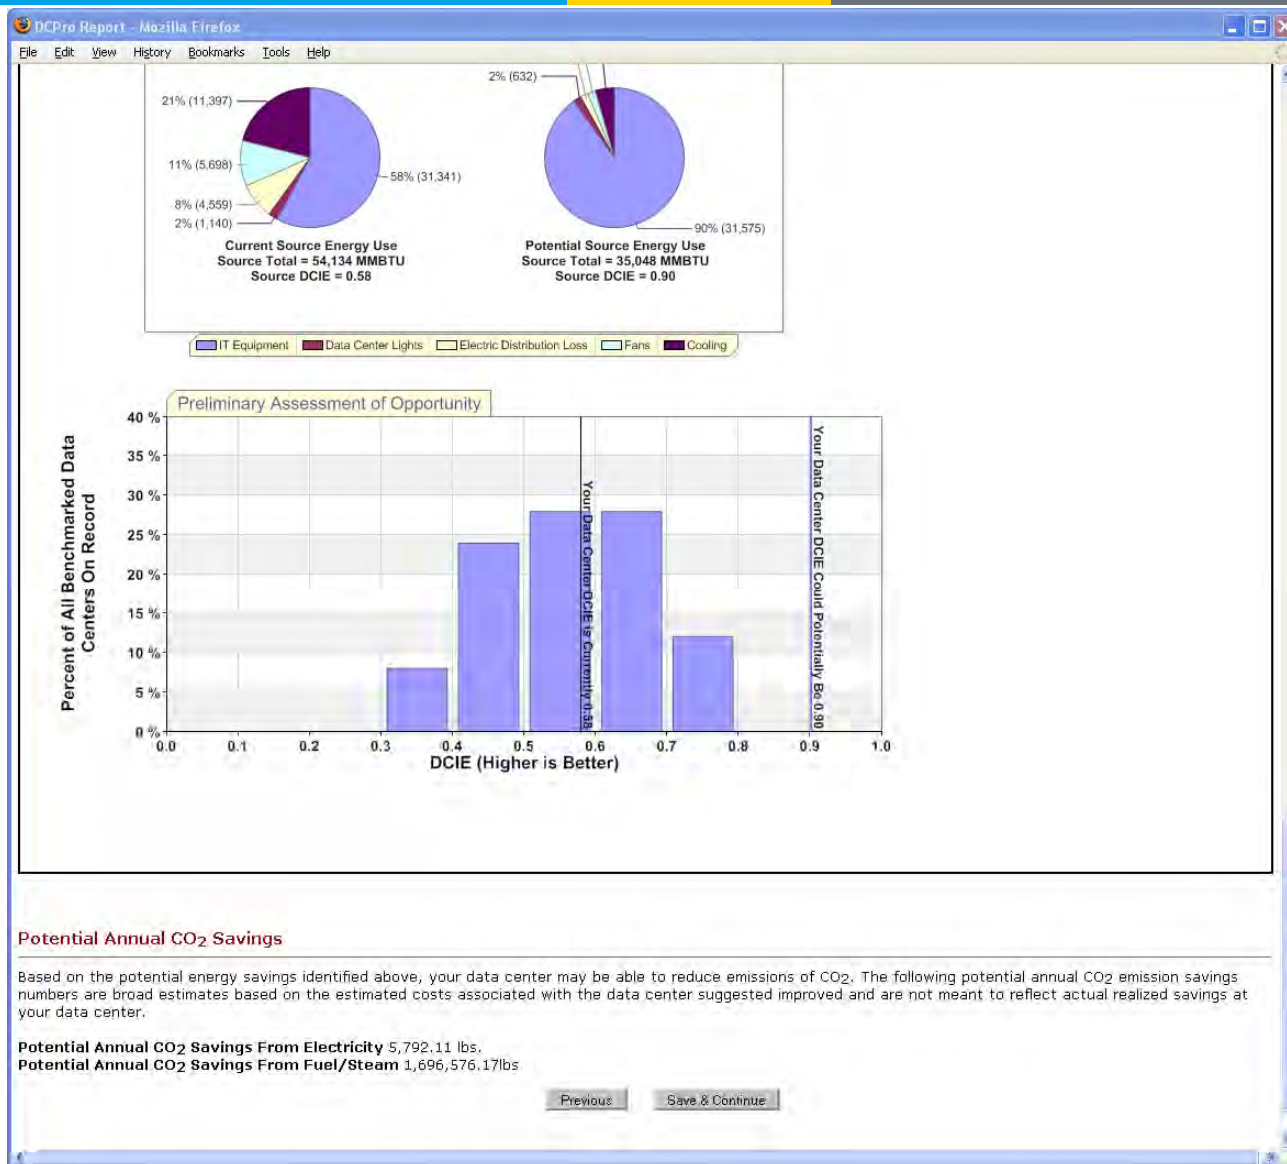 DCPro Report - Mozilla Firefox
File Edit View History Bookmarks Tools Help
2% (632)
21% (11,397)
11% (5,698)
58% (31,341)
8% (4,559)
2% (1,140)
90% (31,575)
Current Source Energy Use
Source Total = 54,134 MMBTU
Source DCIE = 0.58
Potential Source Energy Use
Source Total = 35,048 MMBTU
Source DCIE = 0.90
IT Equipment Data Center Lights Electric Distribution Loss Fans Cooling
Preliminary Assessment of Opportunity
Percent of All Benchmarked Data
Centers On Record
40 %
35 %
30 %
25 %
20 %
15 %
10 %
5 %
0 %
Your Data Center DCIE is Currently 0.58
Your Data Center DCIE Could Potentially Be 0.90
0.0 0.1 0.2 0.3 0.4 0.5 0.6 0.7 0.8 0.9 1.0
DCIE (Higher is Better)
Potential Annual CO2 Savings
Based on the potential energy savings identified above, your data center may be able to reduce emissions of CO2. The following potential annual CO2 emission savings
numbers are broad estimates based on the estimated costs associated with the data center suggested improved and are not meant to reflect actual realized savings at
your data center.
Potential Annual CO2 Savings From Electricity 5,792.11 lbs.
Potential Annual CO2 Savings From Fuel/Steam 1,696,576.17lbs
Previous Save & Continue